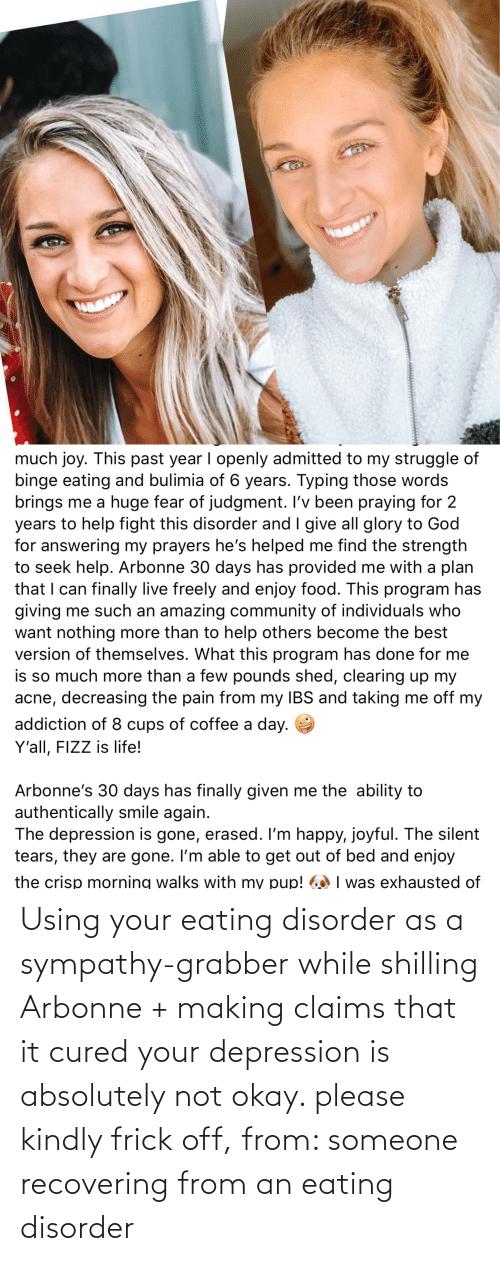 much joy. This past year I openly admitted to my struggle of
binge eating and bulimia of 6 years. Typing those words
brings me a huge fear of judgment. I'v been praying for 2
years to help fight this disorder and I give all glory to God
for answering my prayers he's helped me find the strength
to seek help. Arbonne 30 days has provided me with a plan
that I can finally live freely and enjoy food. This program has
giving me such an amazing community of individuals who
want nothing more than to help others become the best
version of themselves. What this program has done for me
is so much more than a few pounds shed, clearing up my
acne, decreasing the pain from my IBS and taking me off my
addiction of 8 cups of coffee a day. 🤪
Y'all, FIZZ is life!
Arbonne's 30 days has finally given me the ability to
authentically smile again.
The depression is gone, erased. I'm happy, joyful. The silent
tears, they are gone. I'm able to get out of bed and enjoy
the crisp morning walks with my pup! 🐶 I was exhausted of
Using your eating disorder as a
sympathy-grabber while shilling
Arbonne + making claims that
it cured your depression is
absolutely not okay. please
kindly frick off, from: someone
recovering from an eating
disorder